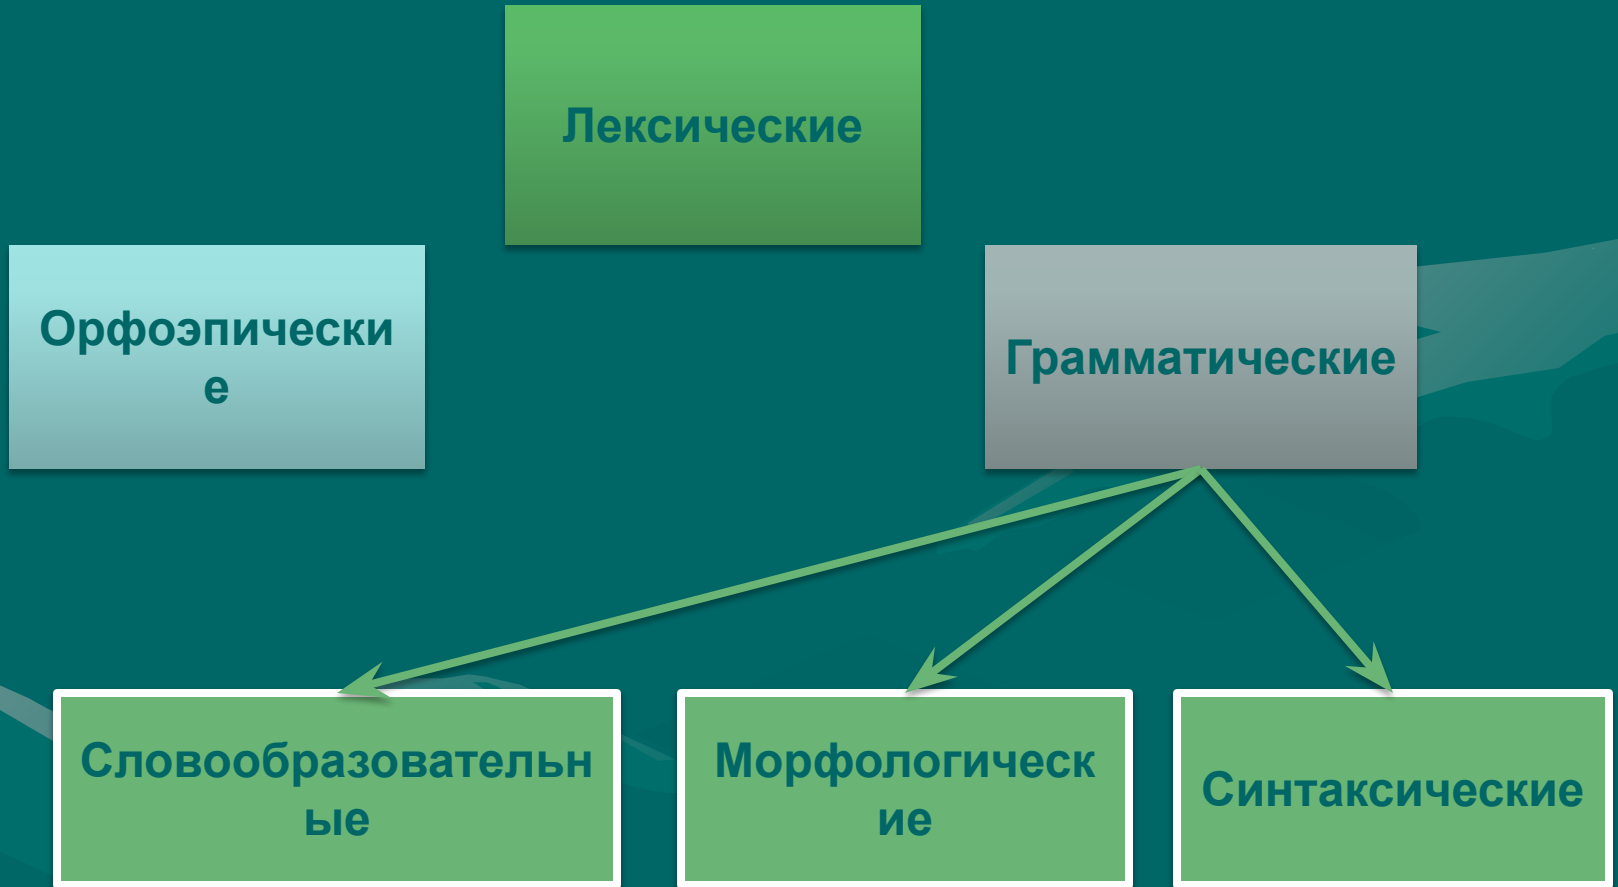 Лексические
Орфоэпически
е
Грамматические
Словообразовательн
ые
Морфологическ
ие
Синтаксические